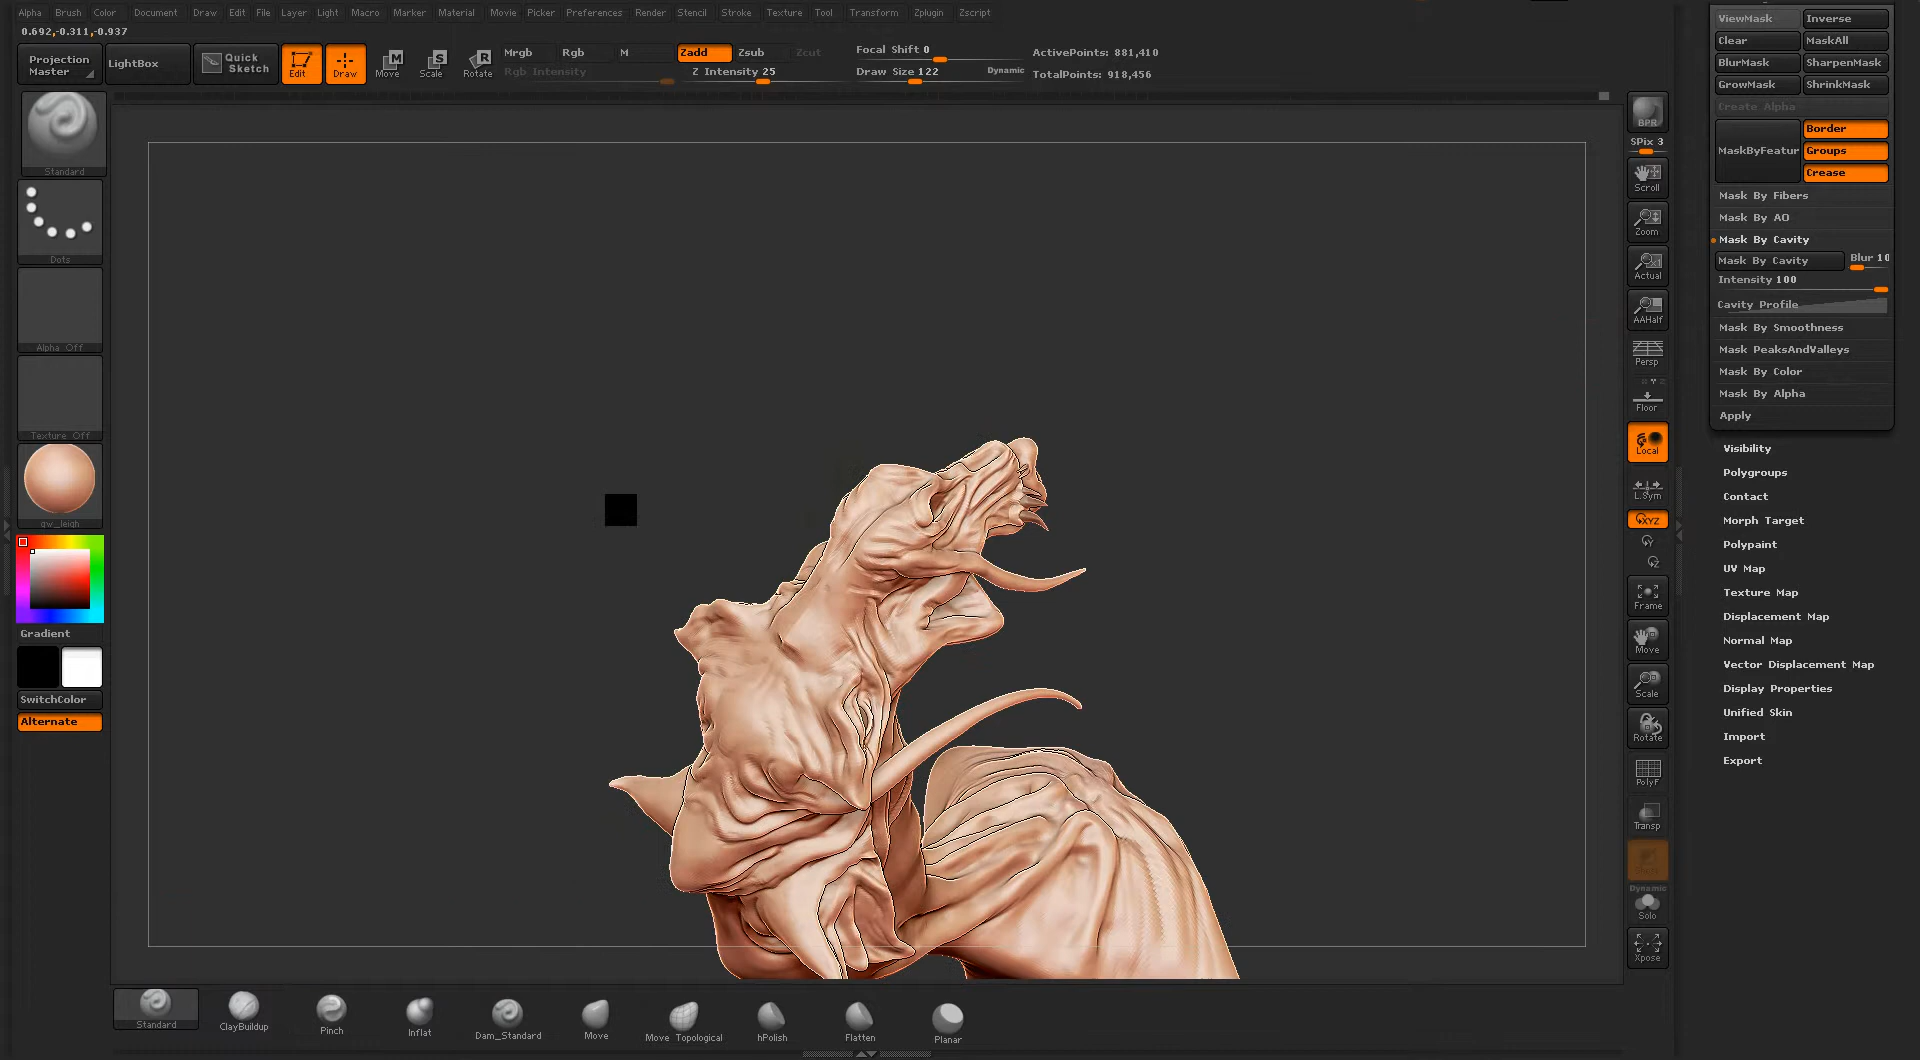 Alpha Brush Color Document Draw Edit File Layer Light Macro Marker Material Movie Picker Preferences Render Stencil Stroke Texture Tool Transform Zplugin Zscript
0.692,-0.311,-0.937
Projection Master
LightBox
Quick Sketch
Edit
Draw
Move
Scale
Rotate
Mrgb Rgb M
Rgb Intensity
Zadd Zsub Zcut
Z Intensity 25
Focal Shift 0
Draw Size 122
Dynamic
ActivePoints: 881,410
TotalPoints: 918,456
Standard
Dots
Alpha Off
Texture Off
gw_leigh
Gradient
SwitchColor
Alternate
BPR
SPix 3
Scroll
Zoom
Actual
AAHalf
Persp
Floor
Local
L.Sym
XYZ
Y
Z
Frame
Move
Scale
Rotate
PolyF
Transp
Dynamic
Solo
Xpose
ViewMask Inverse
Clear MaskAll
BlurMask SharpenMask
GrowMask ShrinkMask
Create Alpha
MaskByFeatur
Border
Groups
Crease
Mask By Fibers
Mask By AO
Mask By Cavity
Mask By Cavity Blur 10
Intensity 100
Cavity Profile
Mask By Smoothness
Mask PeaksAndValleys
Mask By Color
Mask By Alpha
Apply
Visibility
Polygroups
Contact
Morph Target
Polypaint
UV Map
Texture Map
Displacement Map
Normal Map
Vector Displacement Map
Display Properties
Unified Skin
Import
Export
Standard
ClayBuildup
Pinch
Inflat
Dam_Standard
Move
Move Topological
hPolish
Flatten
Planar